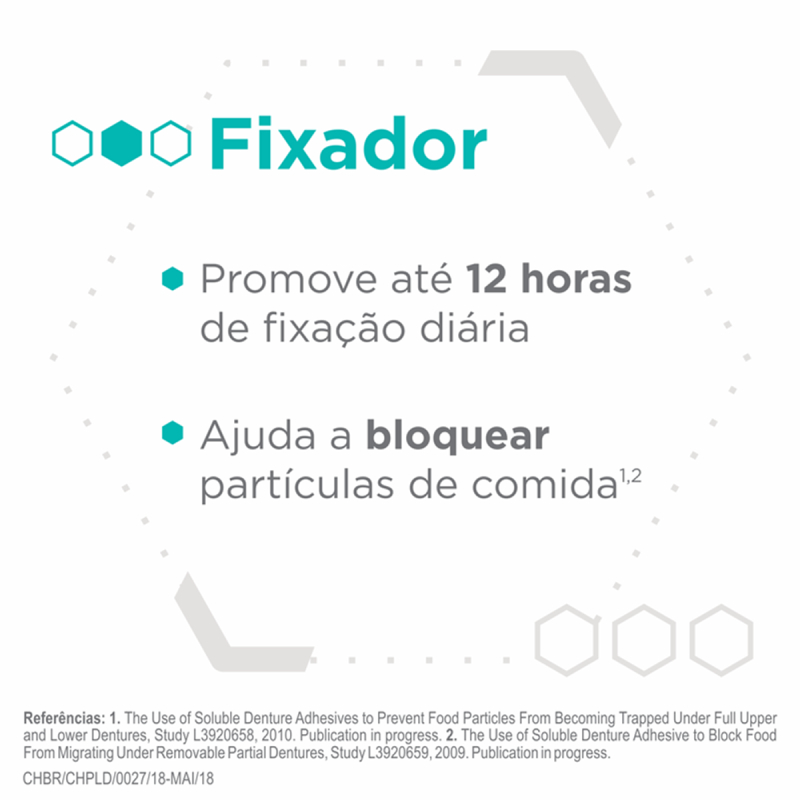 Fixador
Promove até 12 horas
de fixação diária
Ajuda a bloquear
partículas de comida1,2
Referências: 1. The Use of Soluble Denture Adhesives to Prevent Food Particles From Becoming Trapped Under Full Upper
and Lower Dentures, Study L3920658, 2010. Publication in progress. 2. The Use of Soluble Denture Adhesive to Block Food
From Migrating Under Removable Partial Dentures, Study L3920659, 2009. Publication in progress.
CHBR/CHPLD/0027/18-MAI/18